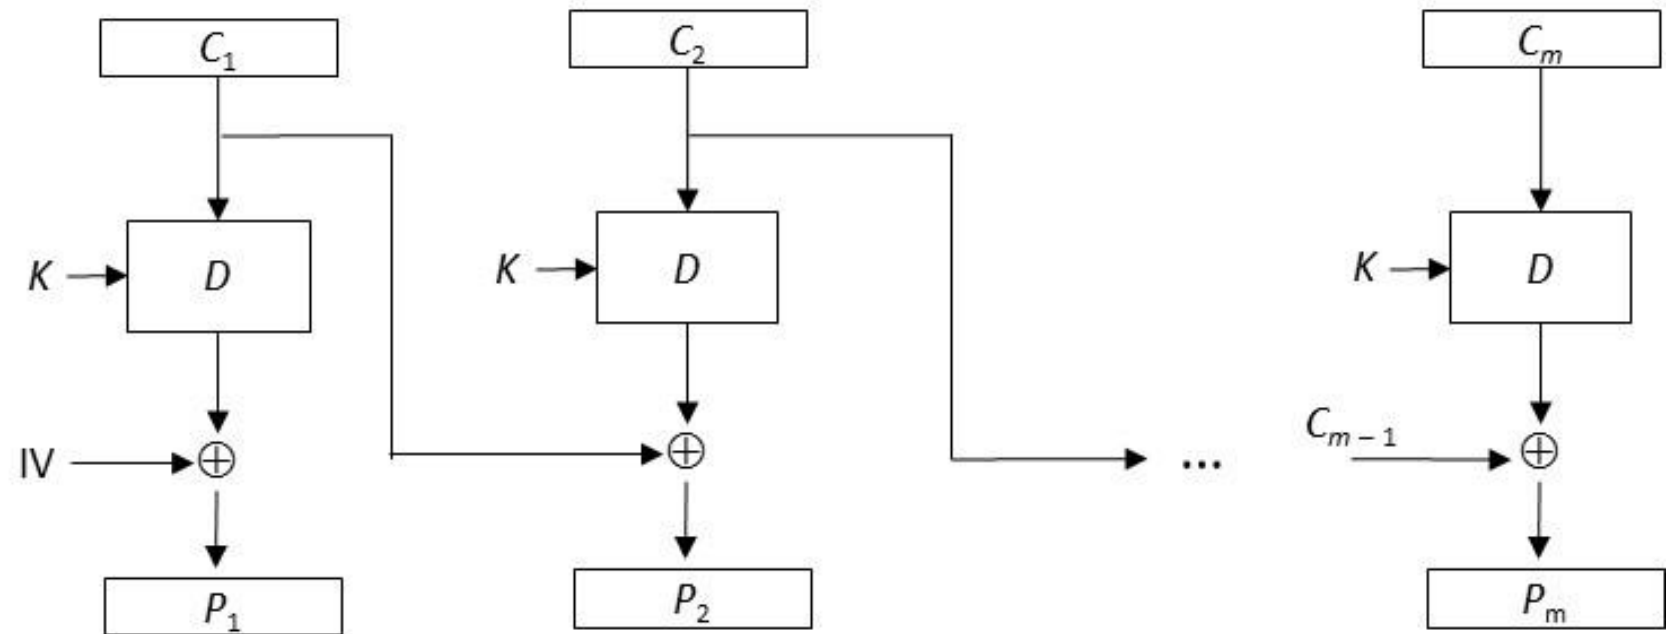 C₁ C₂ Cₘ
K D K D K D
Cₘ₋₁
IV ⊕ ⊕ ... ⊕
P₁ P₂ Pₘ